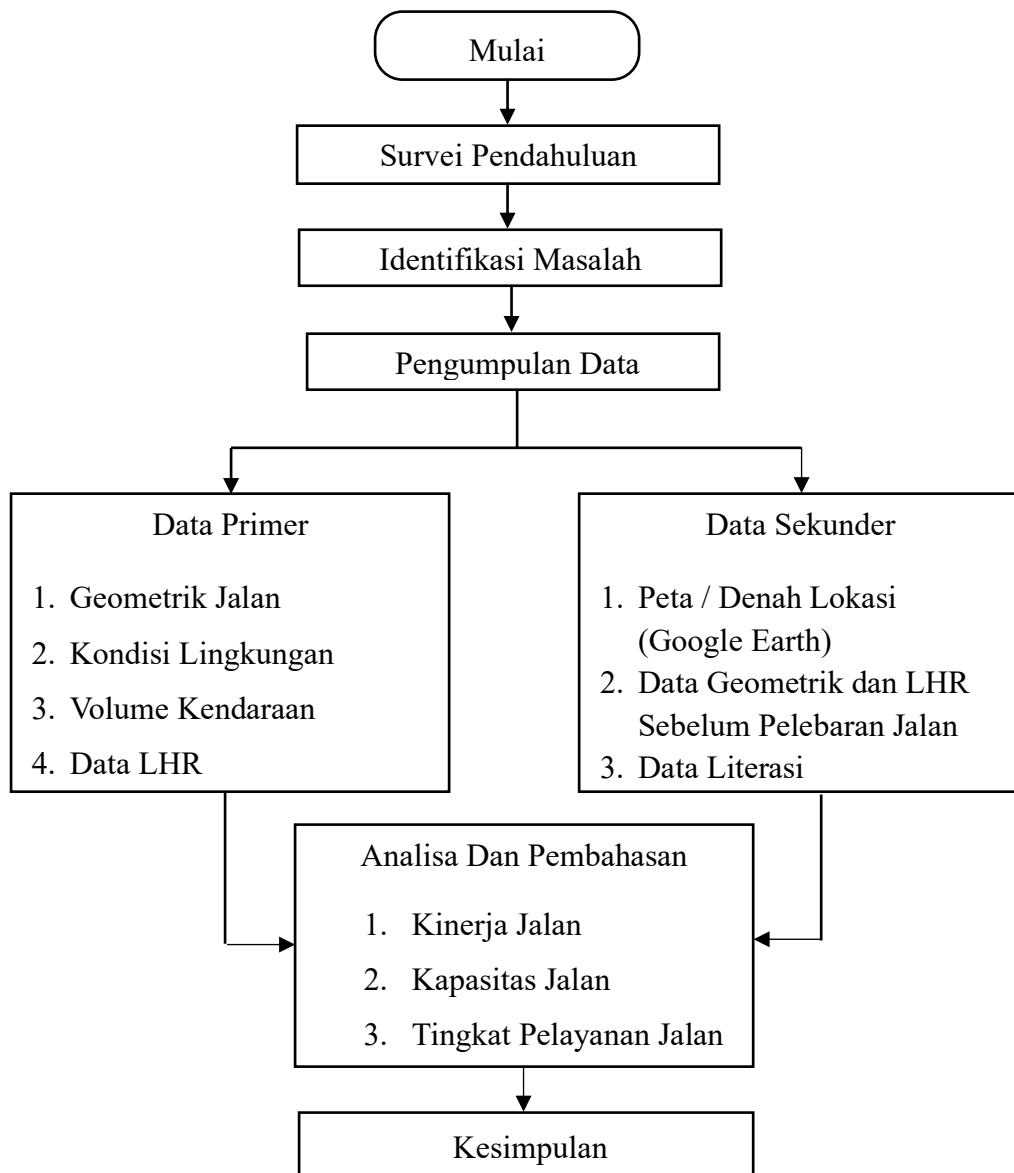 Mulai
Survei Pendahuluan
Identifikasi Masalah
Pengumpulan Data
Data Primer
1. Geometrik Jalan
2. Kondisi Lingkungan
3. Volume Kendaraan
4. Data LHR
Data Sekunder
1. Peta / Denah Lokasi
(Google Earth)
2. Data Geometrik dan LHR
Sebelum Pelebaran Jalan
3. Data Literasi
Analisa Dan Pembahasan
1. Kinerja Jalan
2. Kapasitas Jalan
3. Tingkat Pelayanan Jalan
Kesimpulan